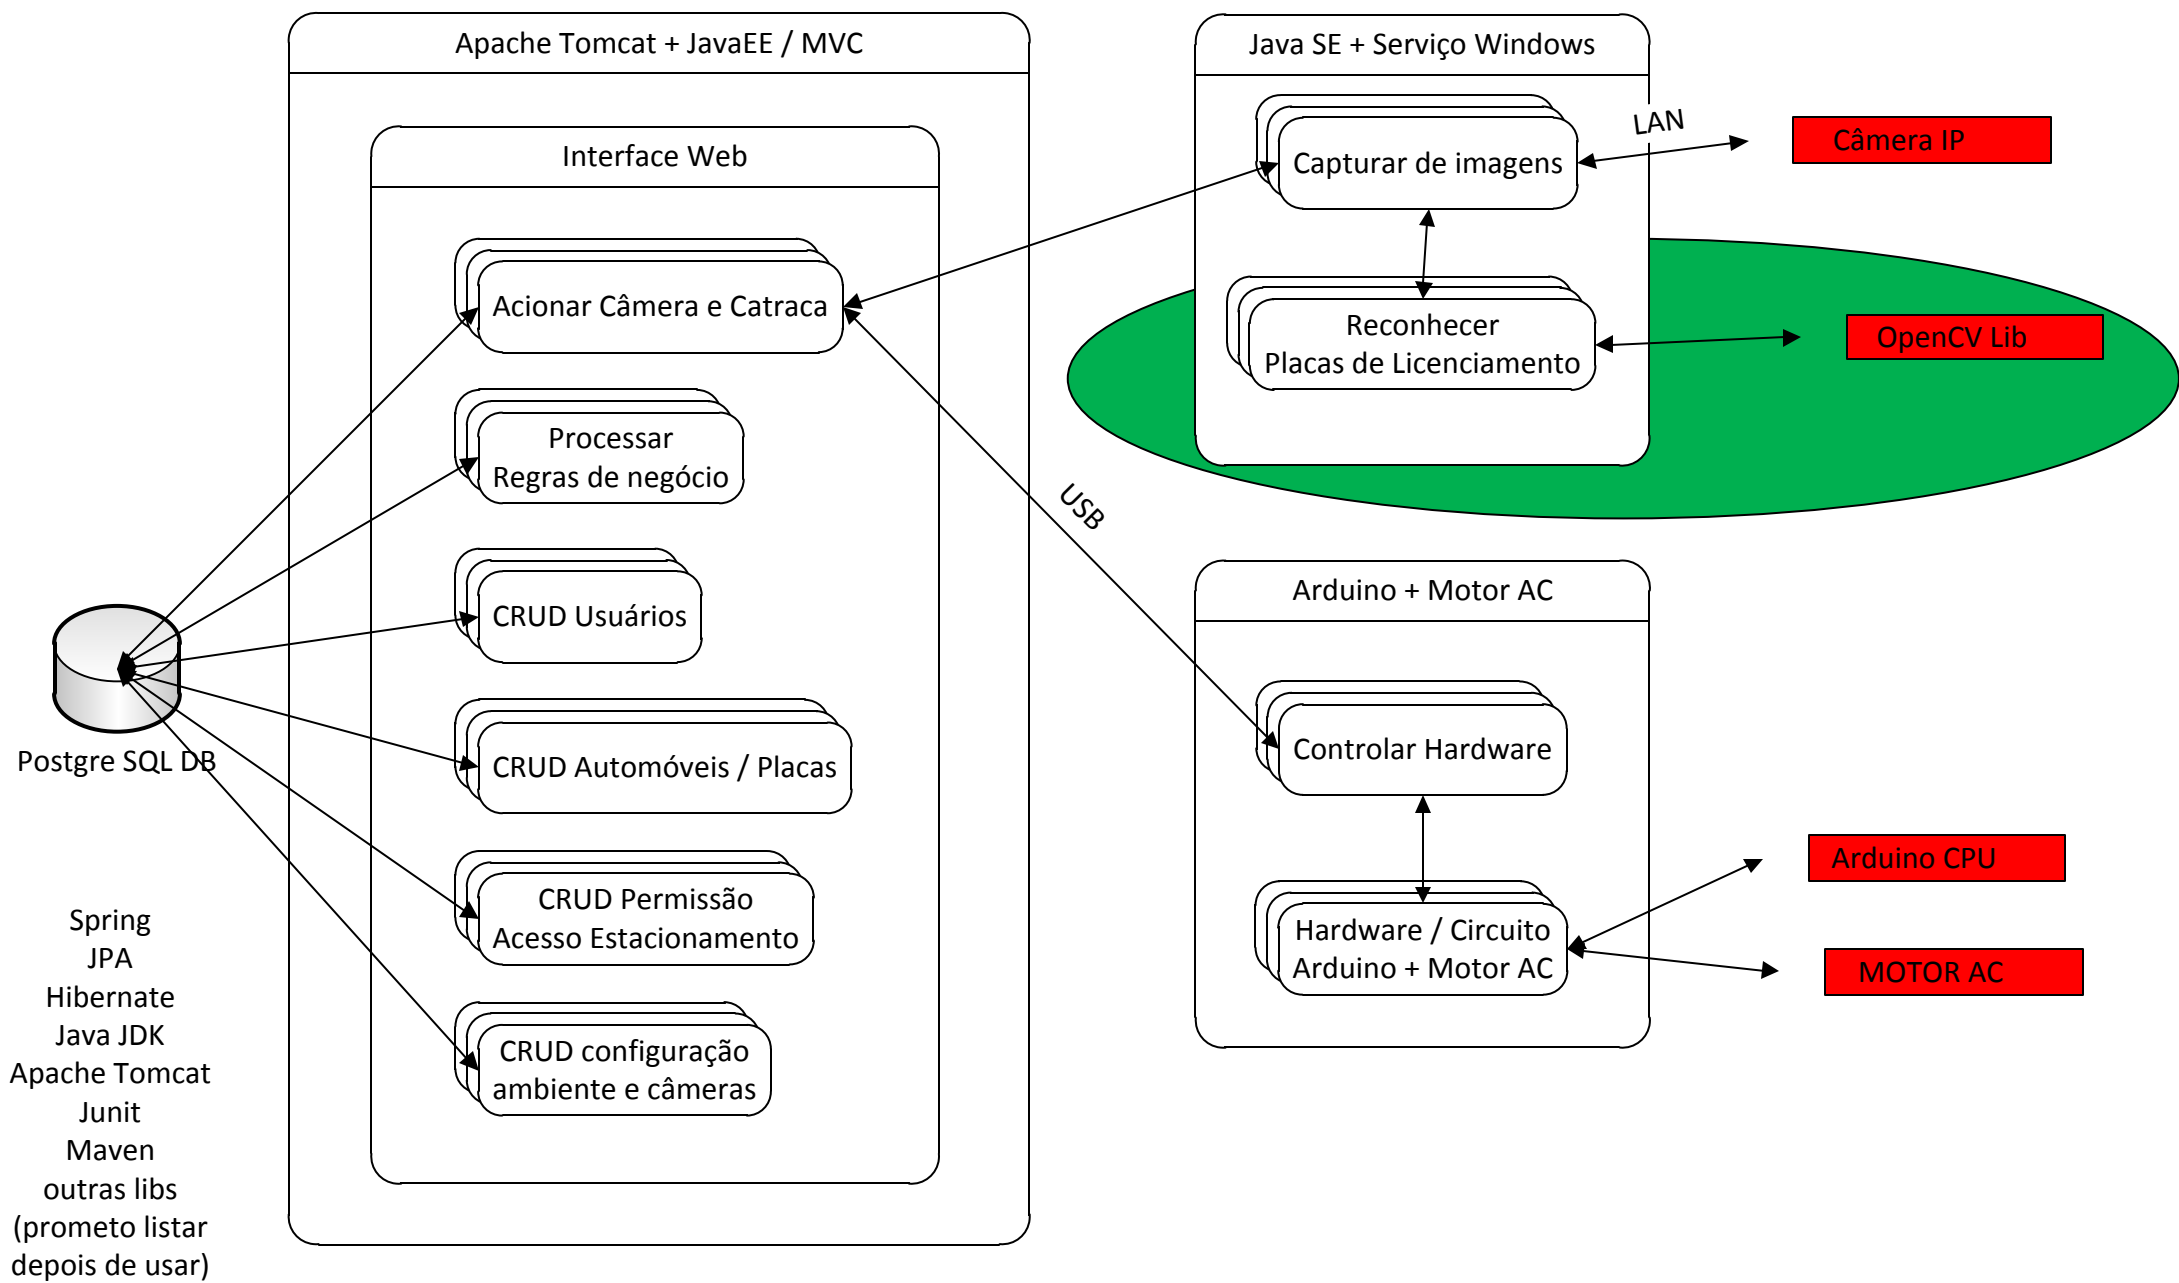 Apache Tomcat + JavaEE / MVC
Interface Web
Acionar Câmera e Catraca
Processar
Regras de negócio
CRUD Usuários
CRUD Automóveis / Placas
CRUD Permissão
Acesso Estacionamento
CRUD configuração
ambiente e câmeras
Postgre SQL DB
Spring
JPA
Hibernate
Java JDK
Apache Tomcat
Junit
Maven
outras libs
(prometo listar
depois de usar)
Java SE + Serviço Windows
Capturar de imagens
LAN
Câmera IP
Reconhecer
Placas de Licenciamento
OpenCV Lib
USB
Arduino + Motor AC
Controlar Hardware
Hardware / Circuito
Arduino + Motor AC
Arduino CPU
MOTOR AC